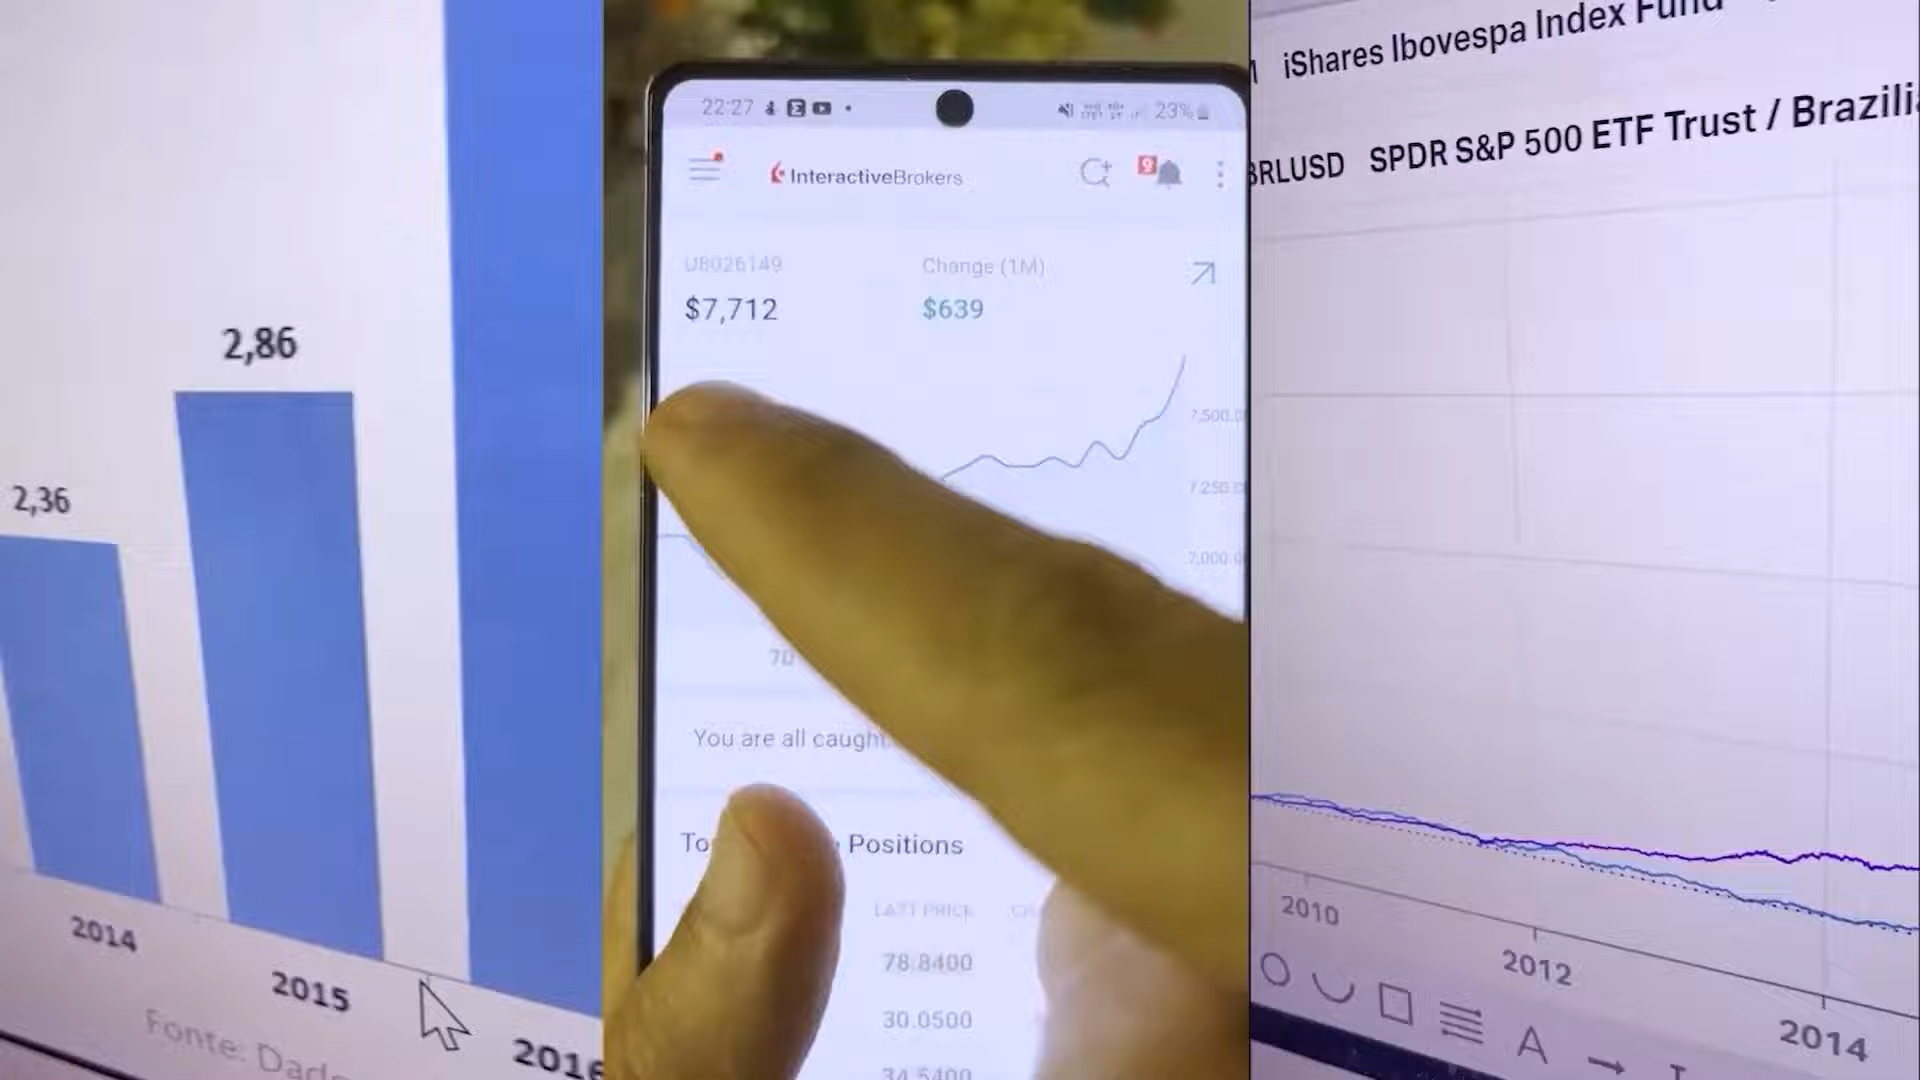 2,86
2,36
2014
2015
2016
Fonte:
22:27
23%
InteractiveBrokers
9
U8026149
Change (1M)
$7,712
$639
7,500.0
7,250.0
7,000.0
70
You are all caught
Positions
LAST PRICE
78.8400
30.0500
34.5400
iShares Ibovespa Index Fund
BRLUSD SPDR S&P 500 ETF Trust / Brazili
2010
2012
2014
A